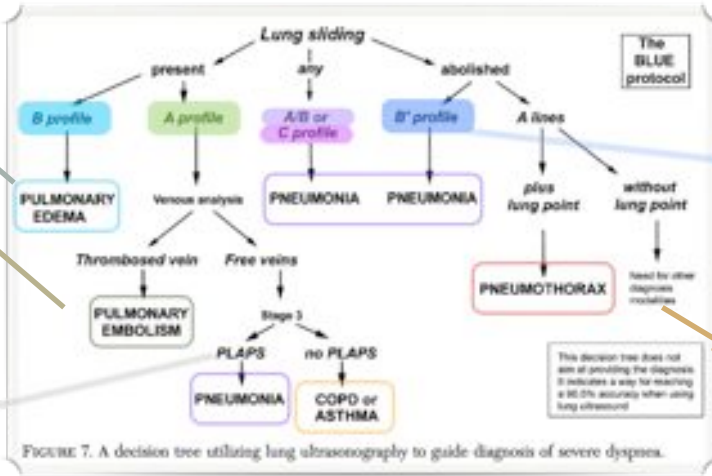 Lung sliding
The
BLUE
protocol
present
any
abolished
B profile
A profile
A/B or
C profile
B' profile
A lines
PULMONARY
EDEMA
Venous analysis
PNEUMONIA
PNEUMONIA
plus
lung point
without
lung point
Thrombosed vein
Free veins
PULMONARY
EMBOLISM
Stage 3
PNEUMOTHORAX
Need for other
diagnosis
modalities
PLAPS
no PLAPS
PNEUMONIA
COPD or
ASTHMA
This decision tree does not
aim at providing the diagnosis
It indicates a way for reaching
a 90.5% accuracy when using
lung ultrasound
FIGURE 7. A decision tree utilizing lung ultrasonography to guide diagnosis of severe dyspnea.